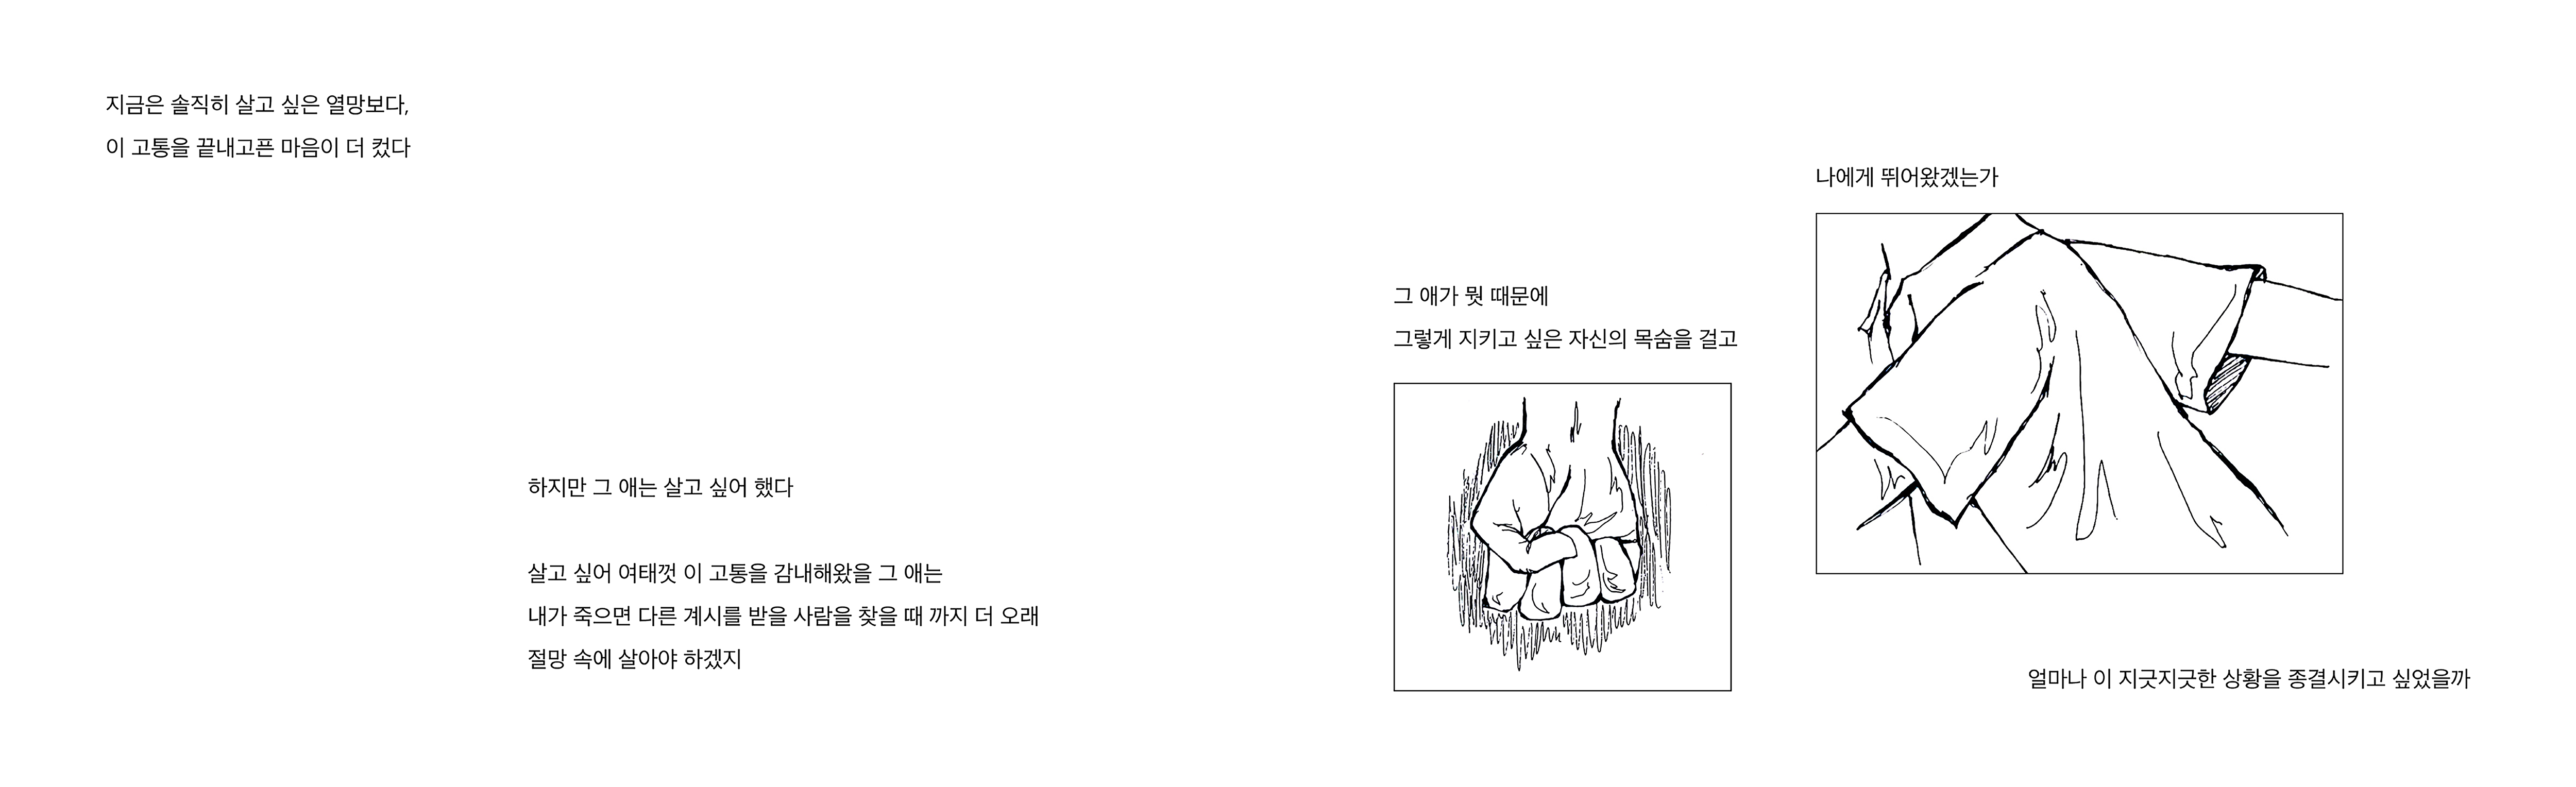 지금은 솔직히 살고 싶은 열망보다,
이 고통을 끝내고픈 마음이 더 컸다
하지만 그 애는 살고 싶어 했다
살고 싶어 여태껏 이 고통을 감내해왔을 그 애는
내가 죽으면 다른 계시를 받을 사람을 찾을 때 까지 더 오래
절망 속에 살아야 하겠지
그 애가 뭣 때문에
그렇게 지키고 싶은 자신의 목숨을 걸고
나에게 뛰어왔겠는가
얼마나 이 지긋지긋한 상황을 종결시키고 싶었을까